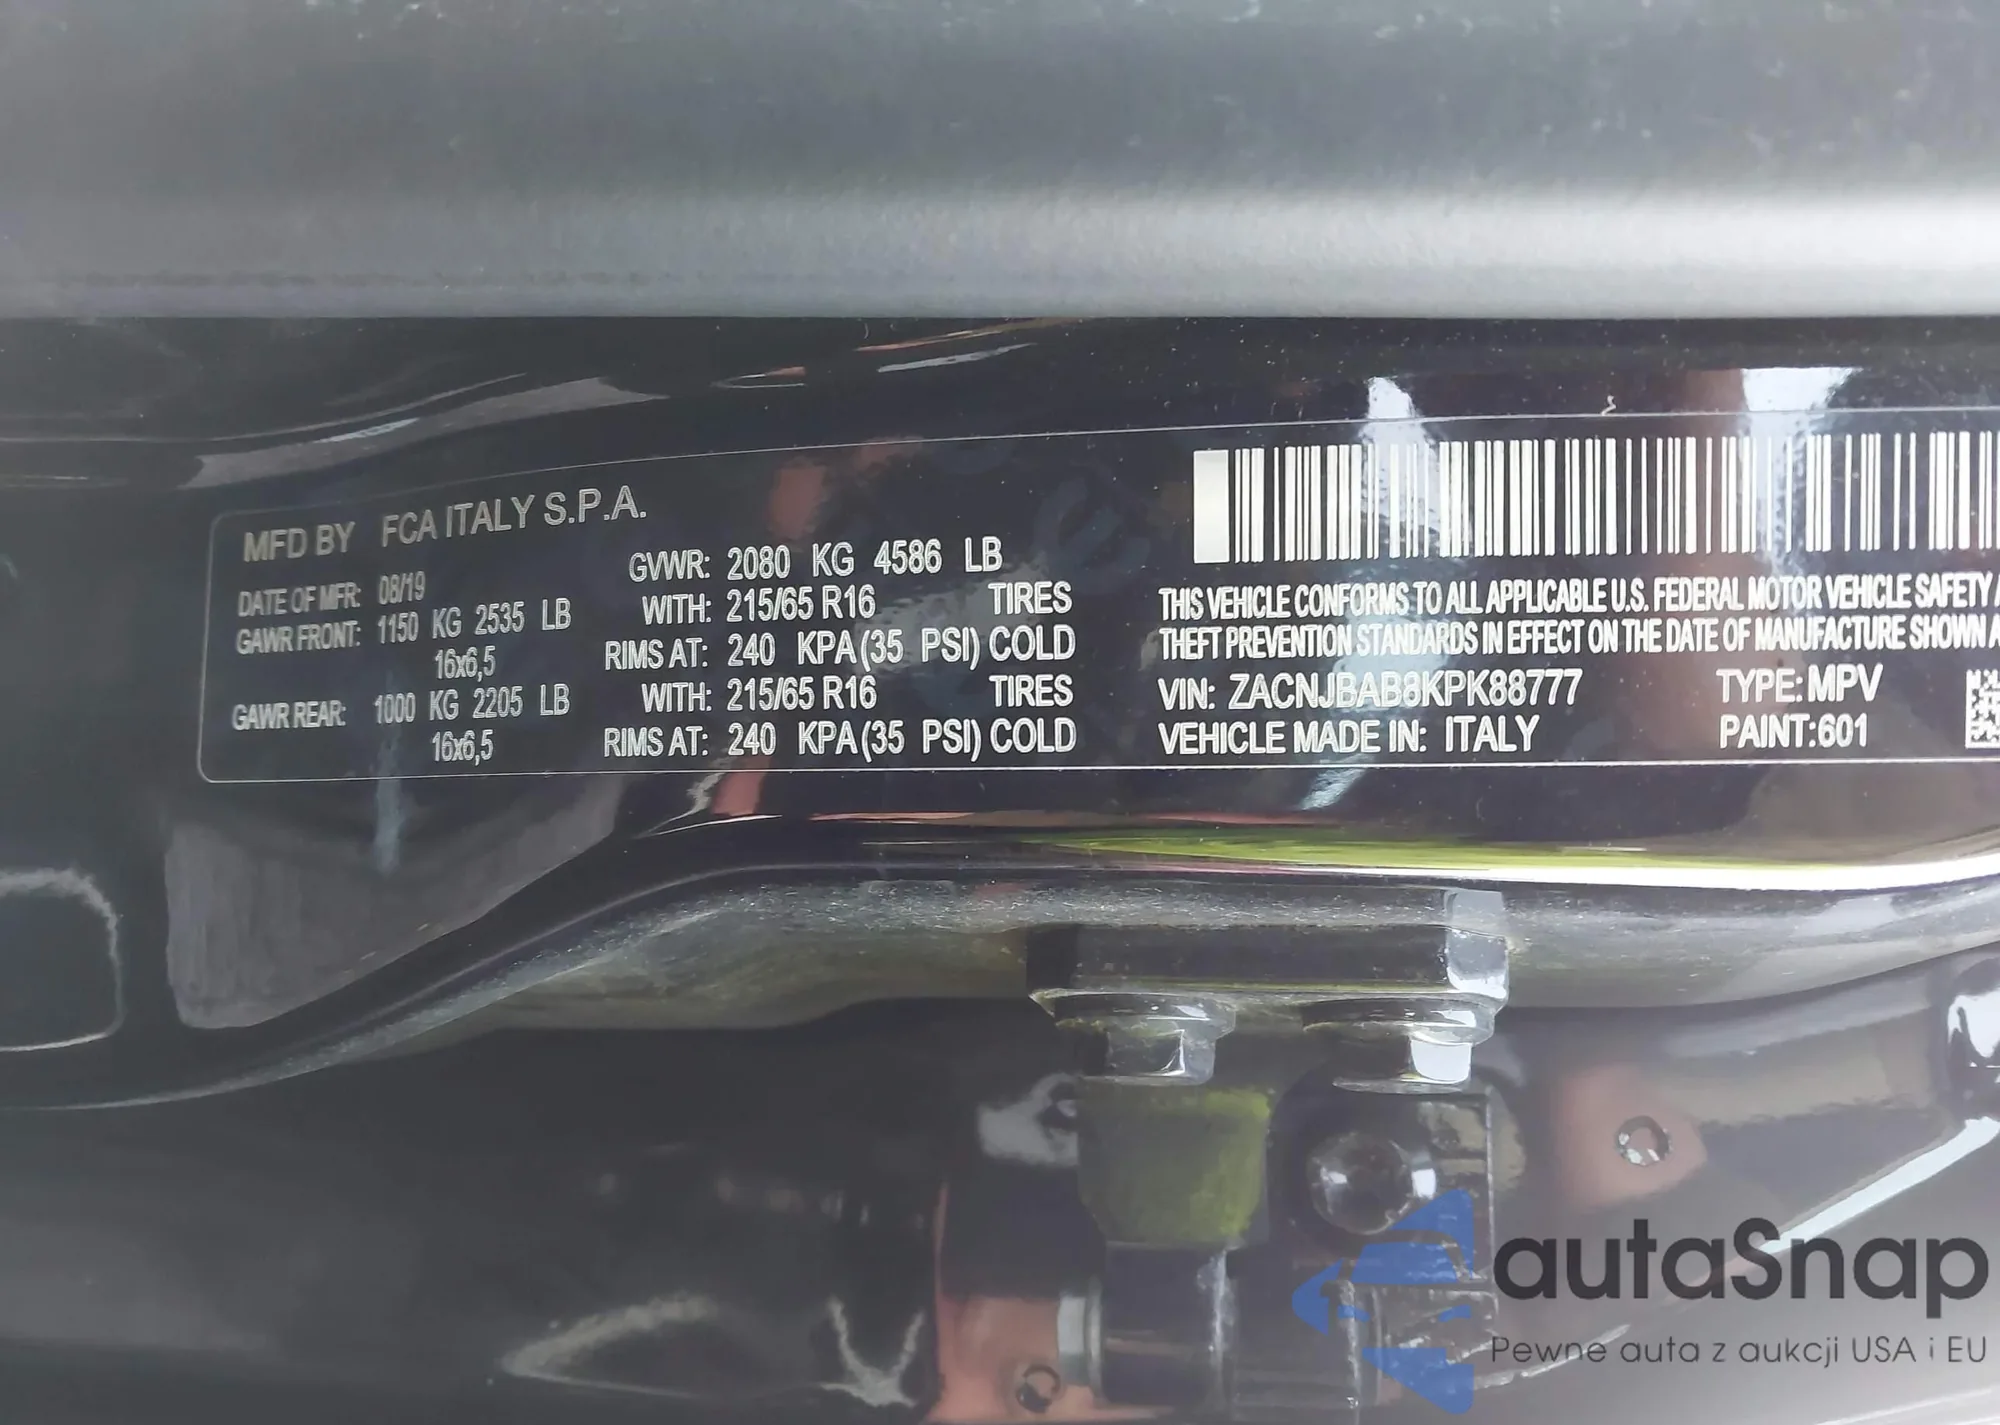 MFD BY FCA ITALY S.P.A.
DATE OF MFR: 08/19 GVWR: 2080 KG 4586 LB
GAWR FRONT: 1150 KG 2535 LB WITH: 215/65 R16 TIRES
16x6,5 RIMS AT: 240 KPA(35 PSI) COLD
GAWR REAR: 1000 KG 2205 LB WITH: 215/65 R16 TIRES
16x6,5 RIMS AT: 240 KPA(35 PSI) COLD
THIS VEHICLE CONFORMS TO ALL APPLICABLE U.S. FEDERAL MOTOR VEHICLE SAFETY A
THEFT PREVENTION STANDARDS IN EFFECT ON THE DATE OF MANUFACTURE SHOWN A
VIN: ZACNJBAB8KPK88777 TYPE: MPV
VEHICLE MADE IN: ITALY PAINT:601
autaSnap
Pewne auta z aukcji USA i EU